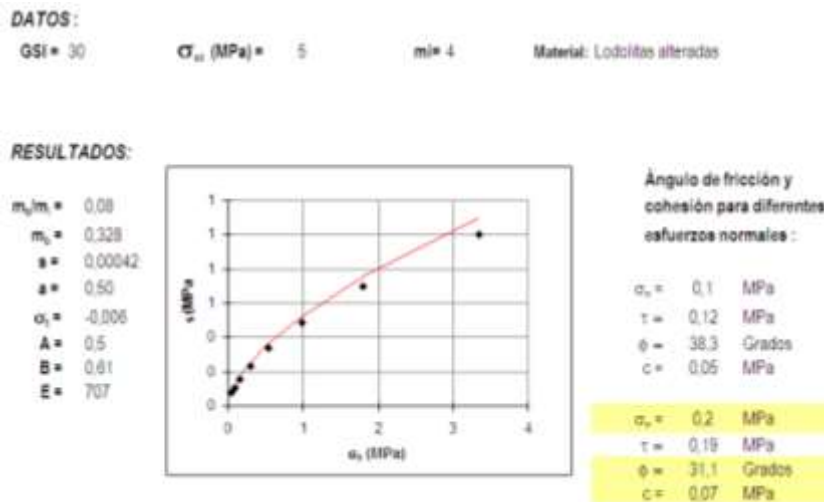 DATOS:
GSI = 30 σci (MPa) = 5 mi= 4 Material: Lodolitas alteradas
RESULTADOS:
mb/mi = 0,08
mb = 0,328
s = 0,00042
a = 0,50
σt = -0,006
A = 0,5
B = 0,61
E = 707
1
1
1
1
0
0
0
τ (MPa
0 1 2 3 4
σn (MPa)
Ángulo de fricción y
cohesión para diferentes
esfuerzos normales :
σn = 0,1 MPa
τ = 0,12 MPa
φ = 38,3 Grados
c = 0,05 MPa
σn = 0,2 MPa
τ = 0,19 MPa
φ = 31,1 Grados
c = 0,07 MPa